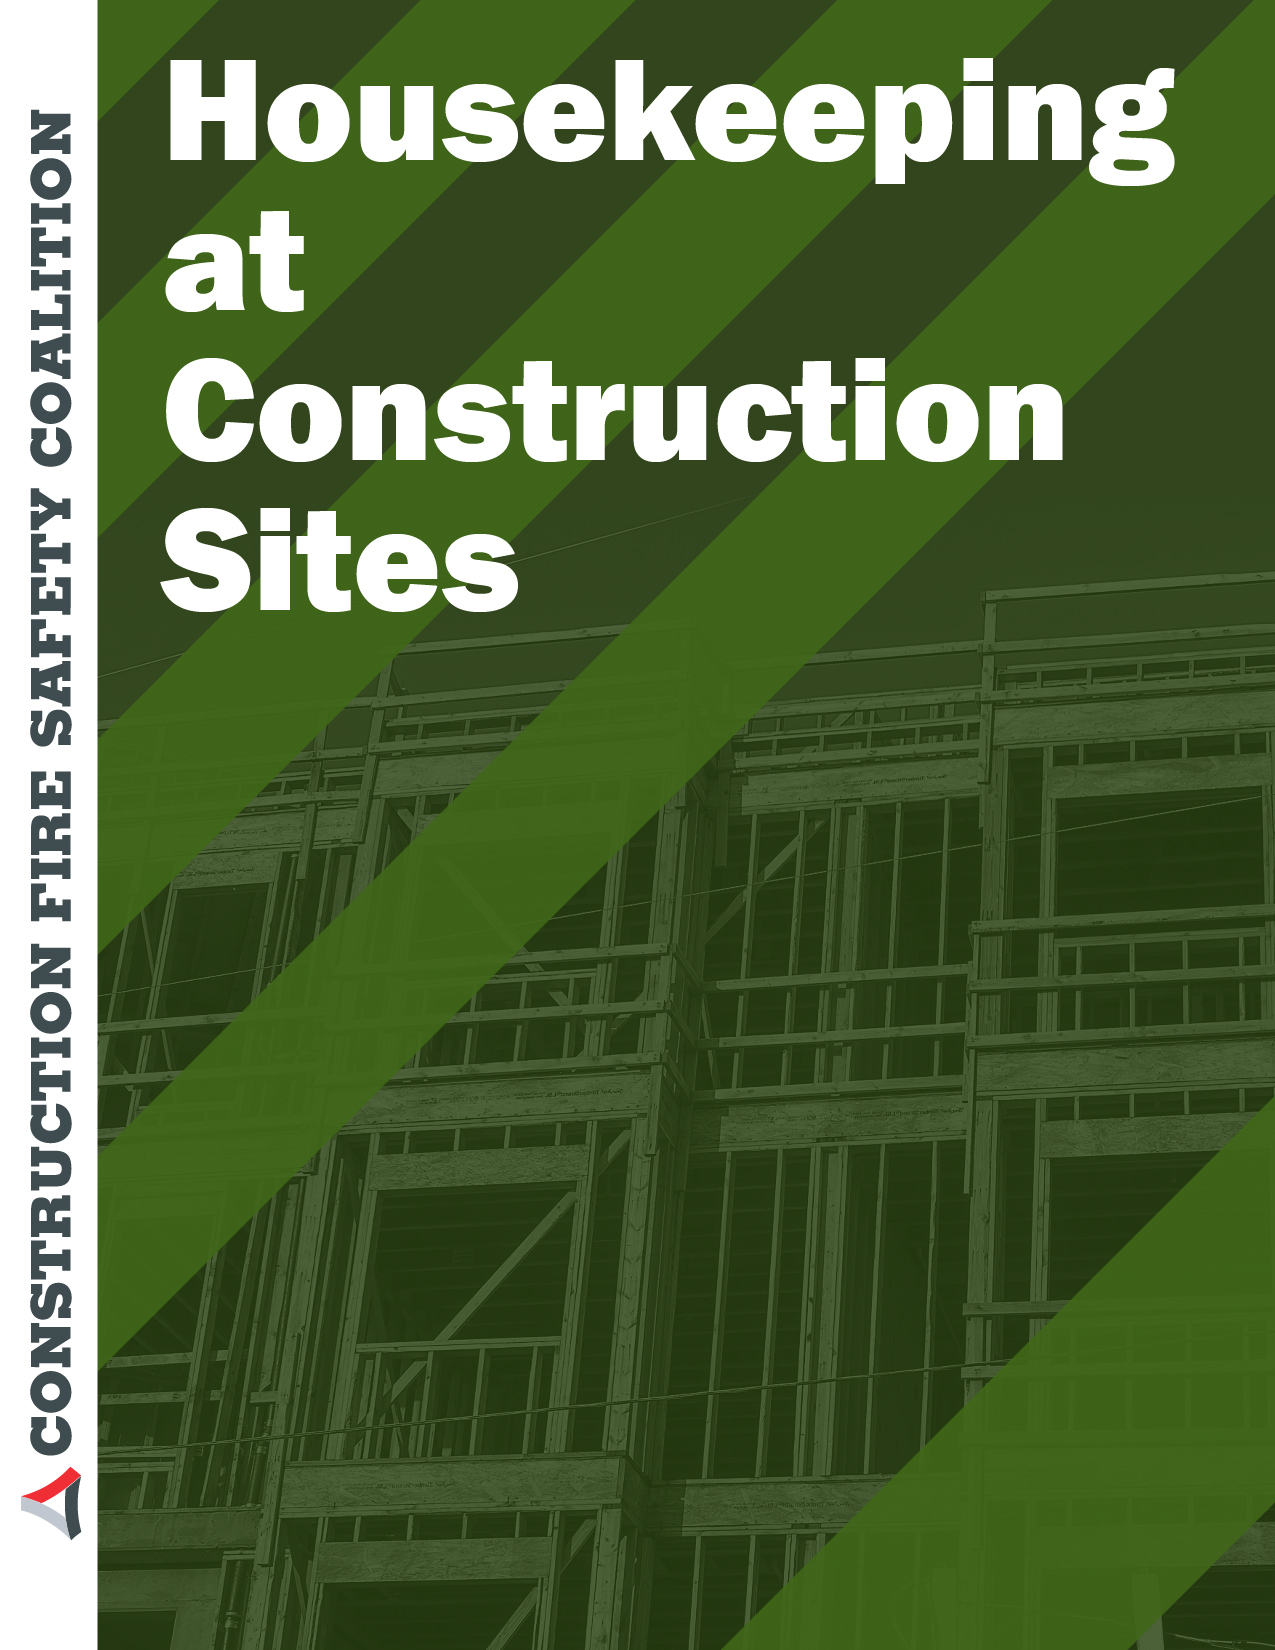 Housekeeping
at
Construction
Sites
CONSTRUCTION FIRE SAFETY COALITION